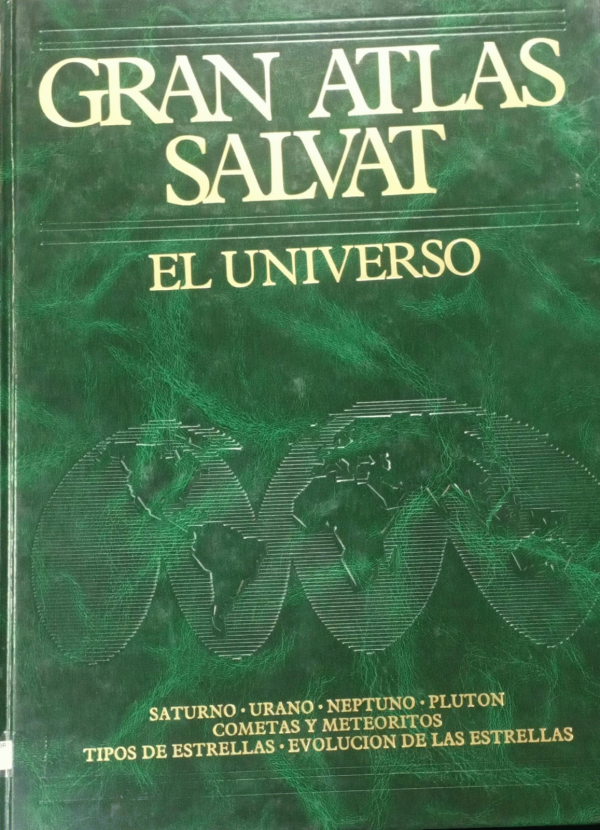 GRAN ATLAS
SALVAT
EL UNIVERSO
SATURNO · URANO · NEPTUNO · PLUTON
COMETAS Y METEORITOS
TIPOS DE ESTRELLAS · EVOLUCION DE LAS ESTRELLAS